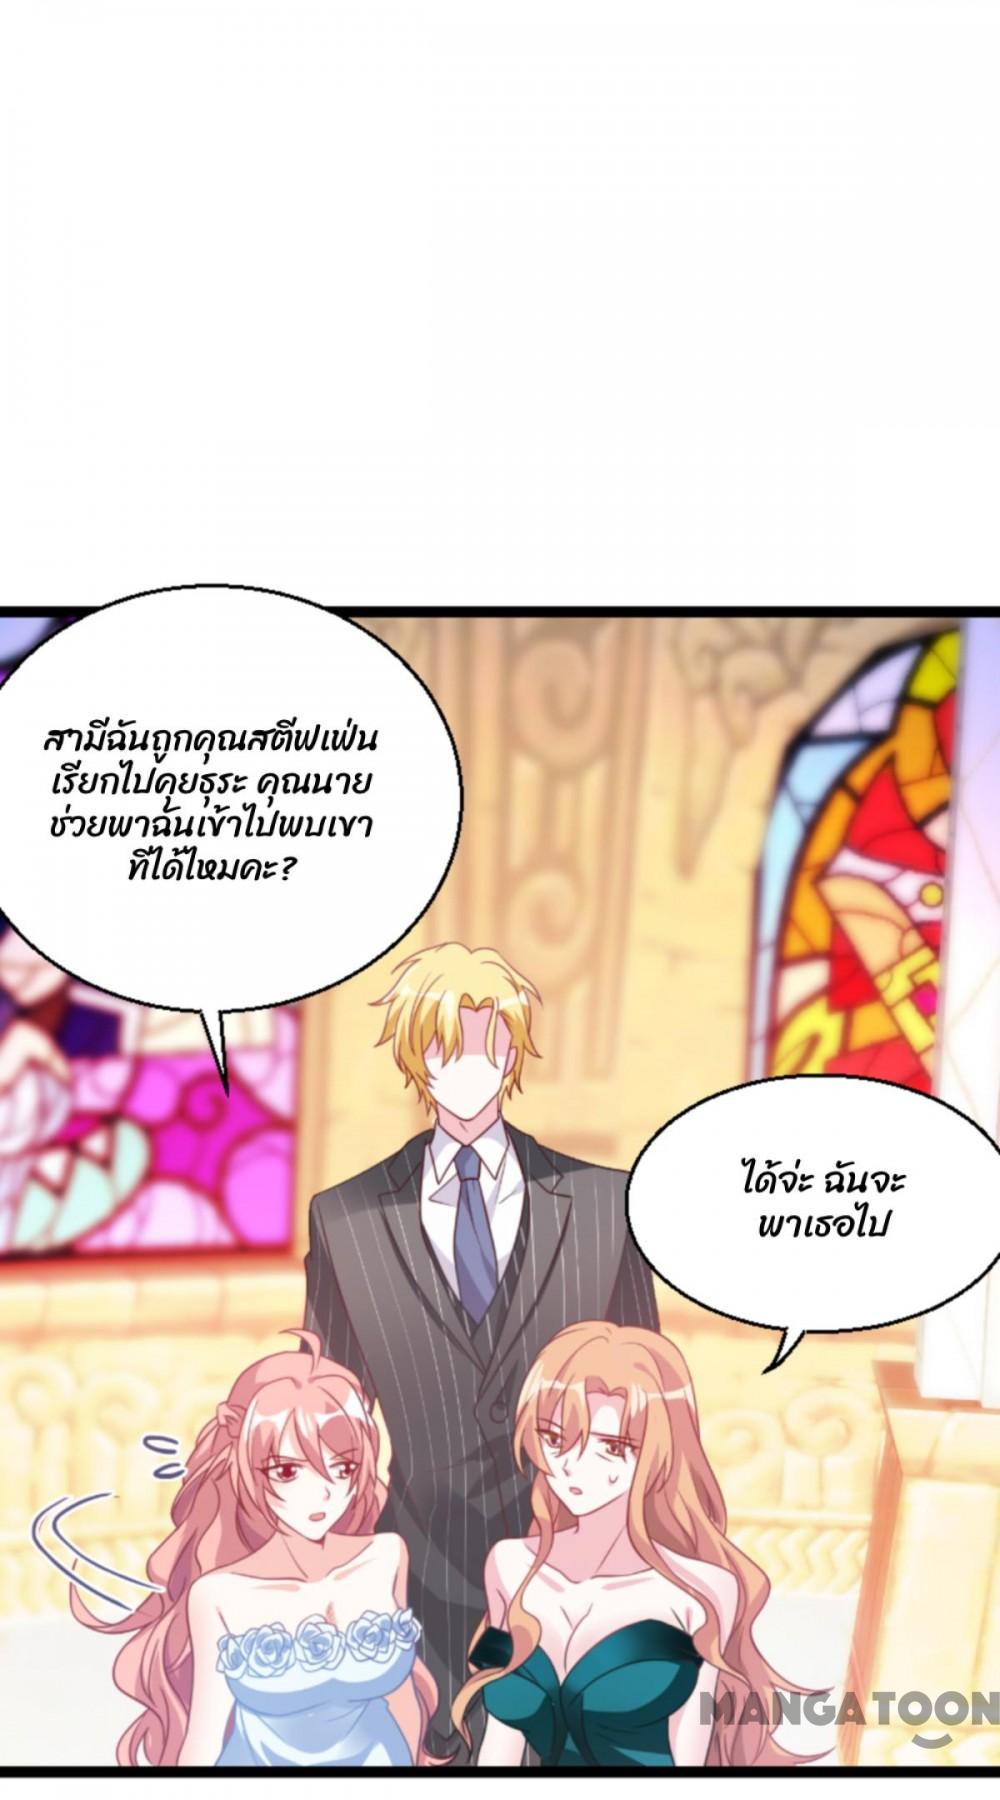 สามีฉันถูกคุณสตีฟเฟ่น
เรียกไปคุยธุระ คุณนาย
ช่วยพาฉันเข้าไปพบเขา
ทีได้ไหมคะ?
ได้จ่ะ ฉันจะ
พาเธอไป
MANGATOON